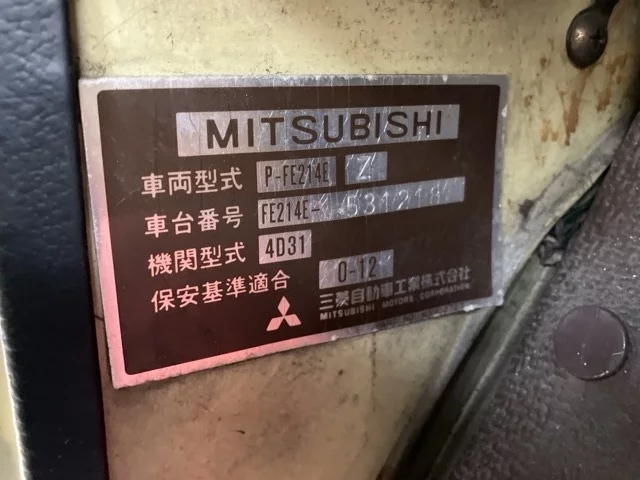 MITSUBISHI
車両型式 P-FE214E Z
車台番号 FE214E-
機関型式 4D31
保安基準適合 0-12
三菱自動車工業株式会社
MITSUBISHI MOTORS CORPORATION